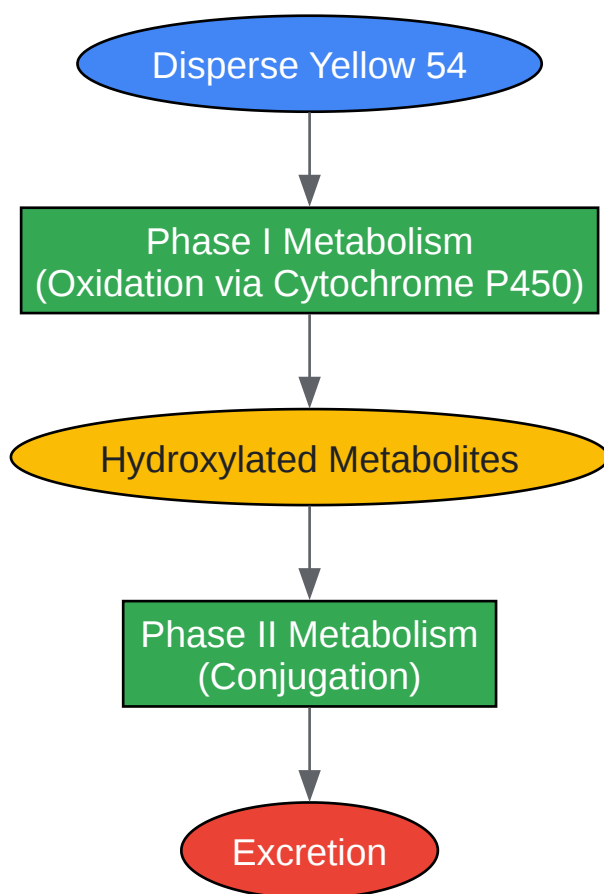 Disperse Yellow 54
Phase I Metabolism
(Oxidation via Cytochrome P450)
Hydroxylated Metabolites
Phase II Metabolism
(Conjugation)
Excretion